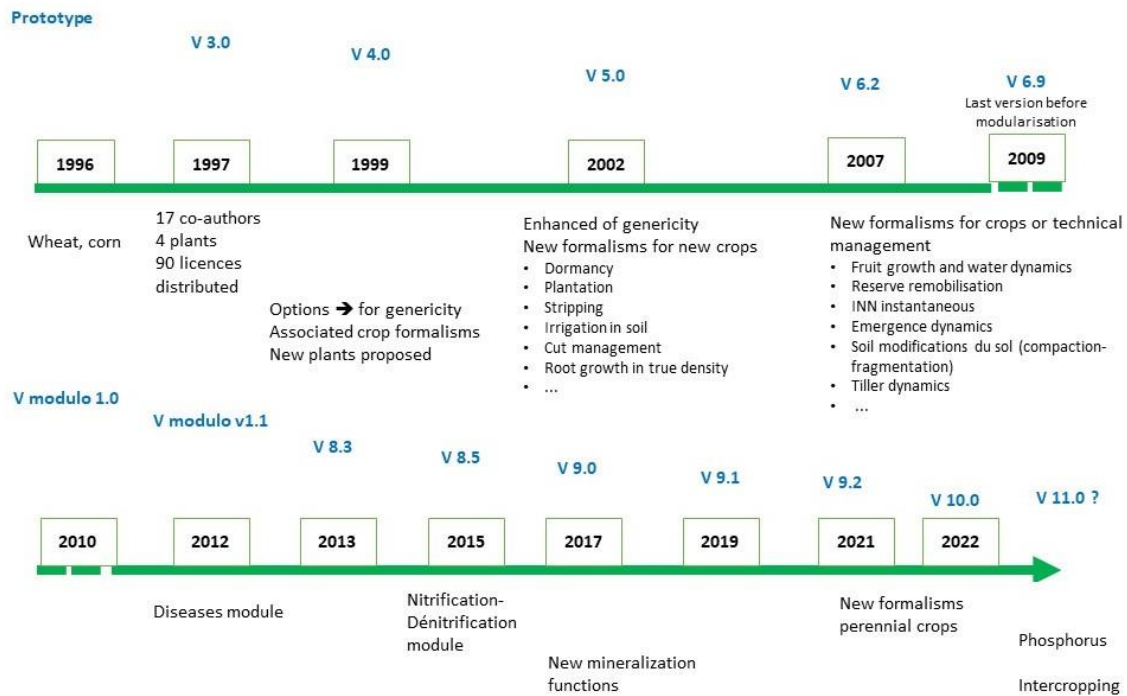 Prototype
V 3.0
V 4.0
V 5.0
V 6.2
V 6.9
Last version before
modularisation
1996
1997
1999
2002
2007
2009
Wheat, corn
17 co-authors
4 plants
90 licences
distributed
Options ➔ for genericity
Associated crop formalisms
New plants proposed
Enhanced of genericity
New formalisms for new crops
• Dormancy
• Plantation
• Stripping
• Irrigation in soil
• Cut management
• Root growth in true density
• ...
New formalisms for crops or technical
management
• Fruit growth and water dynamics
• Reserve remobilisation
• INN instantaneous
• Emergence dynamics
• Soil modifications du sol (compaction-
fragmentation)
• Tiller dynamics
• ...
V modulo 1.0
V modulo v1.1
V 8.3
V 8.5
V 9.0
V 9.1
V 9.2
V 10.0
V 11.0 ?
2010
2012
2013
2015
2017
2019
2021
2022
Diseases module
Nitrification-
Dénitrification
module
New mineralization
functions
New formalisms
perennial crops
Phosphorus
Intercropping